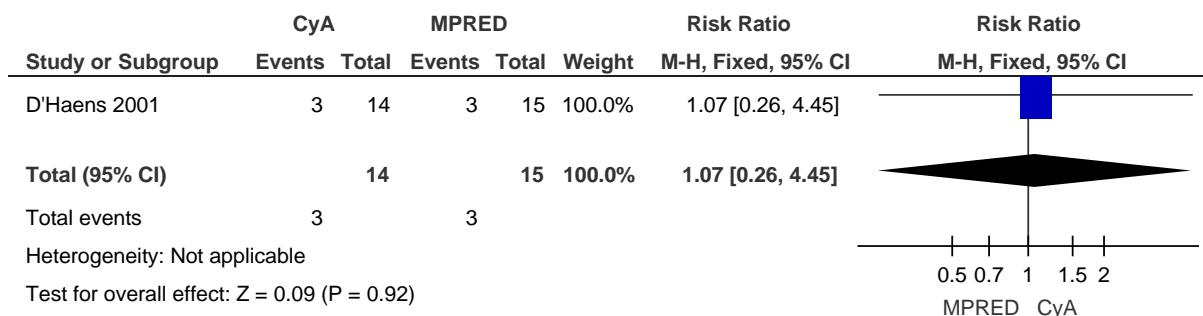 CyA MPRED Risk Ratio Risk Ratio
Study or Subgroup Events Total Events Total Weight M-H, Fixed, 95% CI M-H, Fixed, 95% CI
D'Haens 2001 3 14 3 15 100.0% 1.07 [0.26, 4.45]
Total (95% CI) 14 15 100.0% 1.07 [0.26, 4.45]
Total events 3 3
Heterogeneity: Not applicable
Test for overall effect: Z = 0.09 (P = 0.92)
0.5 0.7 1 1.5 2
MPRED CyA